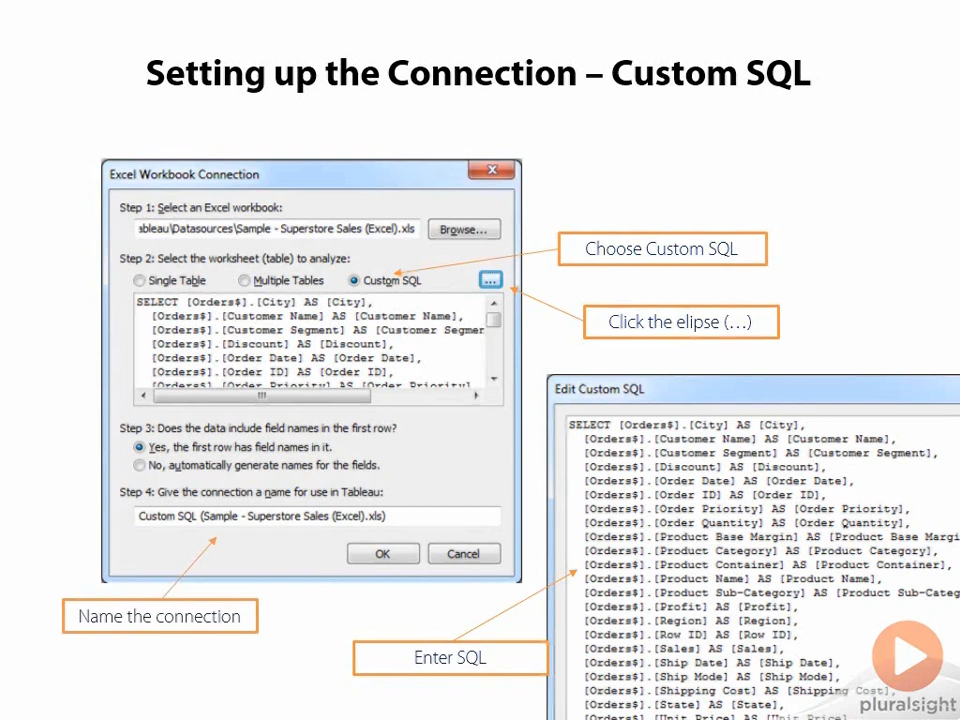 Setting up the Connection – Custom SQL
Excel Workbook Connection
Step 1: Select an Excel workbook:
ableau\Datasources\Sample - Superstore Sales (Excel).xls
Browse...
Step 2: Select the worksheet (table) to analyze:
Single Table
Multiple Tables
Custom SQL
...
SELECT [Orders$].[City] AS [City],
[Orders$].[Customer Name] AS [Customer Name],
[Orders$].[Customer Segment] AS [Customer Segmer
[Orders$].[Discount] AS [Discount],
[Orders$].[Order Date] AS [Order Date],
[Orders$].[Order ID] AS [Order ID],
[Orders$].[Order Priority] AS [Order Priority]
Step 3: Does the data include field names in the first row?
Yes, the first row has field names in it.
No, automatically generate names for the fields.
Step 4: Give the connection a name for use in Tableau:
Custom SQL (Sample - Superstore Sales (Excel).xls)
OK
Cancel
Choose Custom SQL
Click the elipse (…)
Name the connection
Enter SQL
Edit Custom SQL
SELECT [Orders$].[City] AS [City],
[Orders$].[Customer Name] AS [Customer Name],
[Orders$].[Customer Segment] AS [Customer Segment],
[Orders$].[Discount] AS [Discount],
[Orders$].[Order Date] AS [Order Date],
[Orders$].[Order ID] AS [Order ID],
[Orders$].[Order Priority] AS [Order Priority],
[Orders$].[Order Quantity] AS [Order Quantity],
[Orders$].[Product Base Margin] AS [Product Base Margi
[Orders$].[Product Category] AS [Product Category],
[Orders$].[Product Container] AS [Product Container],
[Orders$].[Product Name] AS [Product Name],
[Orders$].[Product Sub-Category] AS [Product Sub-Categ
[Orders$].[Profit] AS [Profit],
[Orders$].[Region] AS [Region],
[Orders$].[Row ID] AS [Row ID],
[Orders$].[Sales] AS [Sales],
[Orders$].[Ship Date] AS [Ship Date],
[Orders$].[Ship Mode] AS [Ship Mode],
[Orders$].[Shipping Cost] AS [Shipping Cost],
[Orders$].[State] AS [State],
[Orders$].[Unit Price] AS [Unit Price],
pluralsight